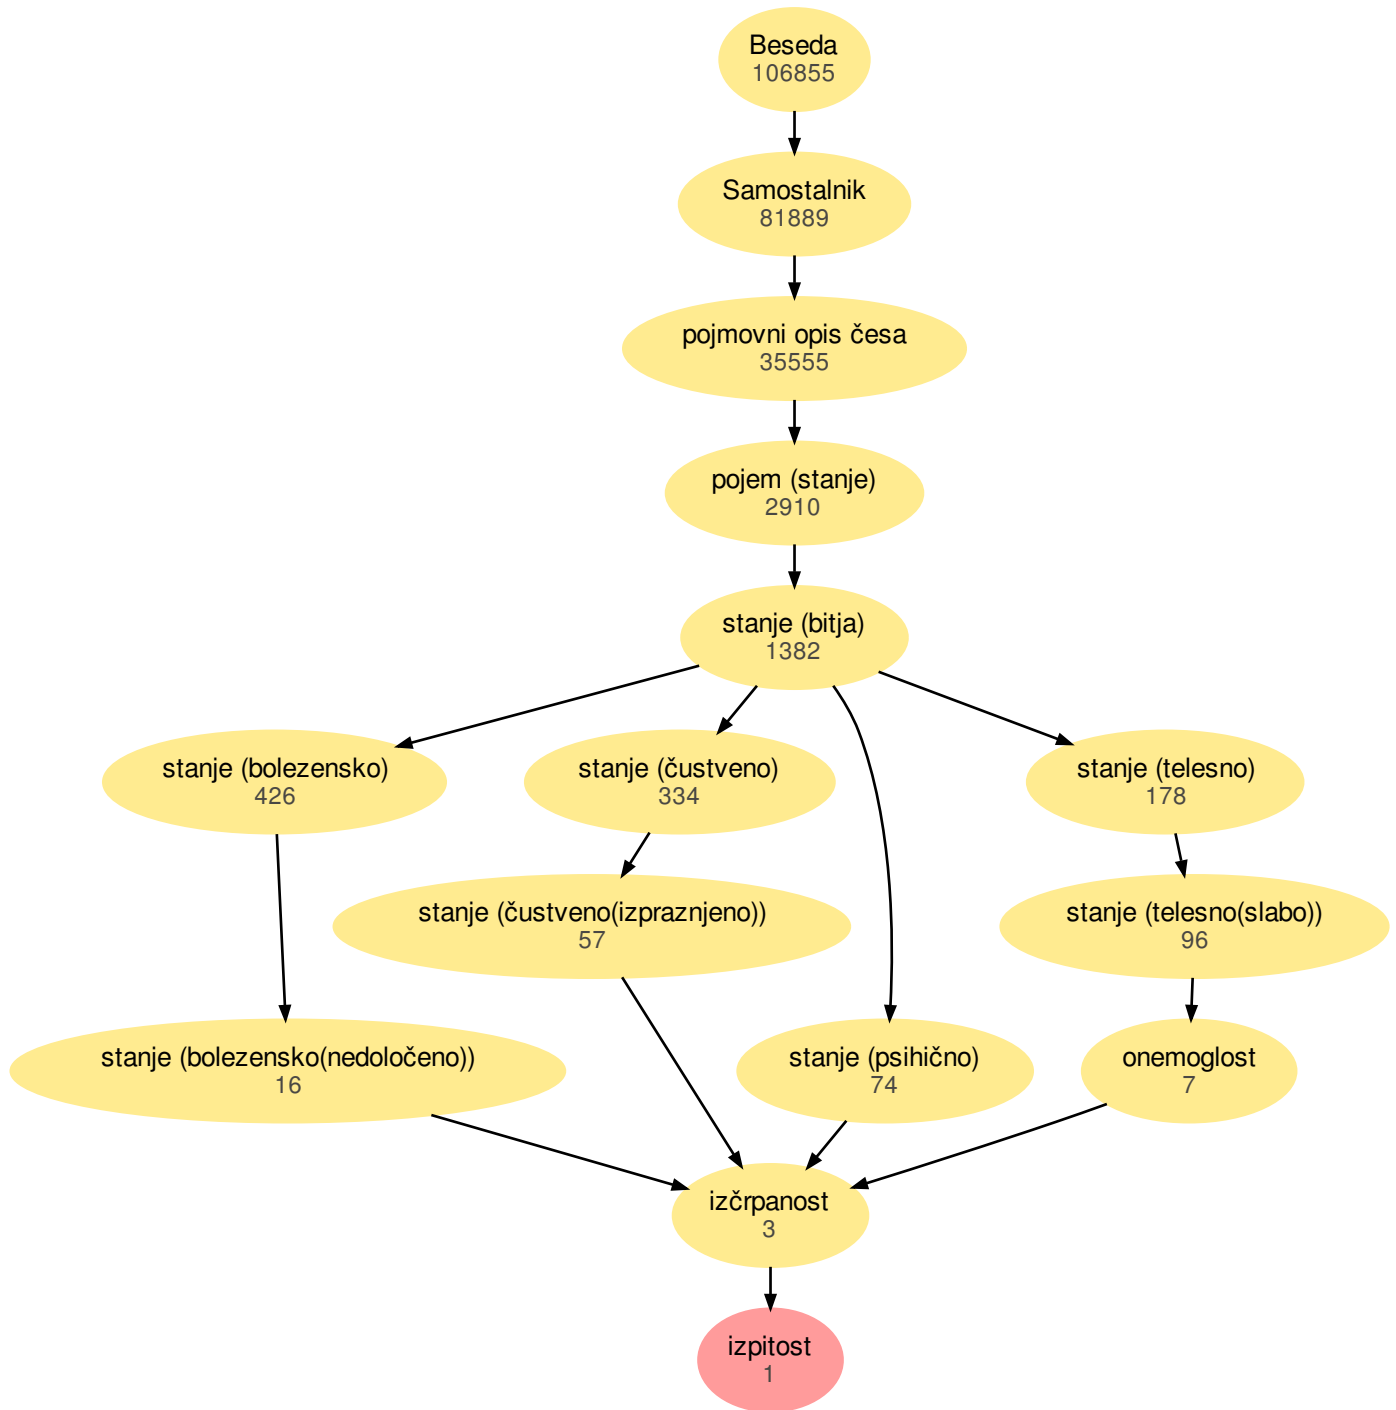 Beseda
106855
Samostalnik
81889
pojmovni opis česa
35555
pojem (stanje)
2910
stanje (bitja)
1382
stanje (bolezensko)
426
stanje (čustveno)
334
stanje (telesno)
178
stanje (čustveno(izpraznjeno))
57
stanje (telesno(slabo))
96
stanje (bolezensko(nedoločeno))
16
stanje (psihično)
74
onemoglost
7
izčrpanost
3
izpitost
1